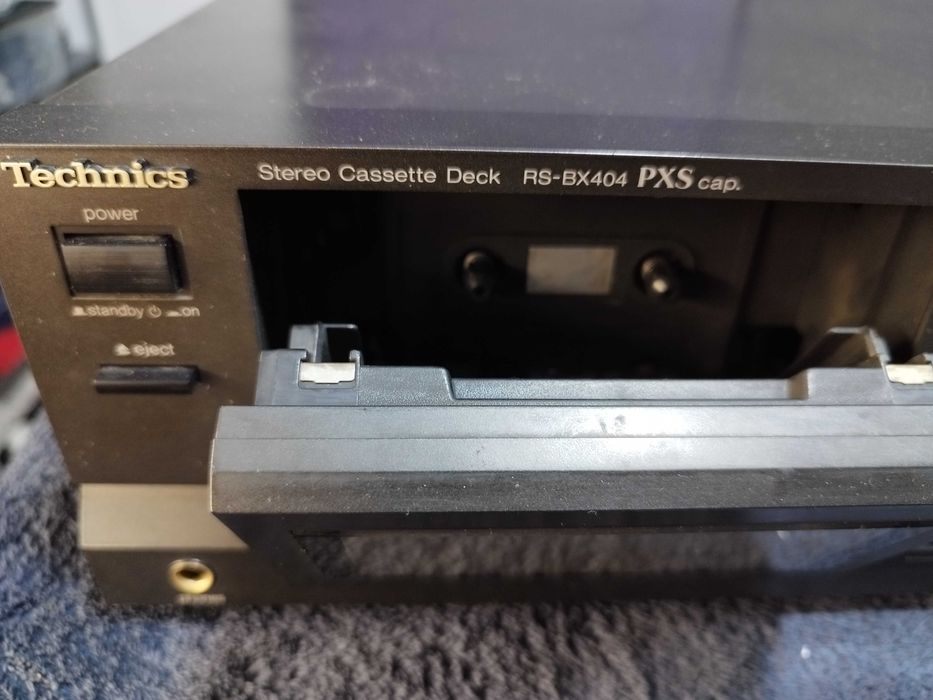 Technics
Stereo Cassette Deck RS-BX404 PXS cap.
power
standby ⏻ on
⏏ eject